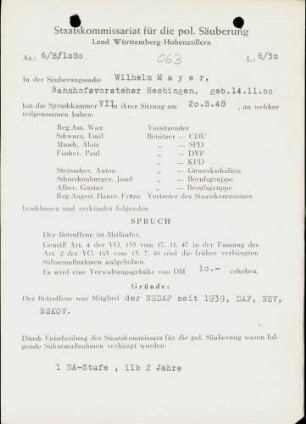 Staatskommissariat für die pol. Säuberung
Land Württemberg-Hohenzollern
Az.: 6/B/1080 063 L: 6/30
In der Säuberungssache Wilhelm Mayer,
Bahnhofsvorsteher Hechingen, geb.14.11.00
hat die Spruchkammer VII in ihrer Sitzung am 20.8.48 , an welcher
teilgenommen haben:
Reg.Ass. Wax Vorsitzender
Schwarz, Emil Beisitzer — CDU
Maech, Alois „ — SPD
Fischer, Paul „ — DVP
„ — KPD
Steinacher, Anton „ — Gewerkschaften
Schneckenburger, Josef „ — Berufsgruppe
Alber, Gustav „ — Berufsgruppe
Reg.Angest. Haner, Franz Vertreter des Staatskommissars
beschlossen und verkündet folgenden
SPRUCH
Der Betroffene ist Mitläufer.
Gemäß Art. 4 der VO. 133 vom 17. 11. 47 in der Fassung des
Art. 2 der VO. 165 vom 13. 7. 48 sind die früher verhängten
Sühnemaßnahmen aufgehoben.
Es wird eine Verwaltungsgebühr von DM 10.— erhoben.
Gründe:
Der Betroffene war Mitglied der NSDAP seit 1939, DAF, NSV,
NSKOV.
Durch Entscheidung des Staatskommissars für die pol. Säuberung waren fol-
gende Sühnemaßnahmen verhängt worden:
1 DA-Stufe , 11b 2 Jahre